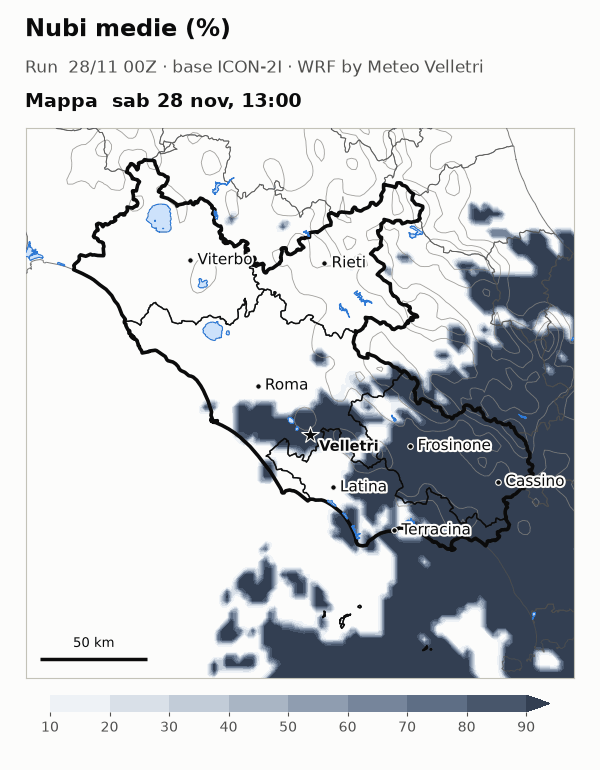 Nubi medie (%)
Run  28/11 00Z · base ICON-2I · WRF by Meteo Velletri
Mappa  sab 28 nov, 13:00
Viterbo
Rieti
Roma
Velletri
Frosinone
Latina
Cassino
Terracina
50 km
10 20 30 40 50 60 70 80 90